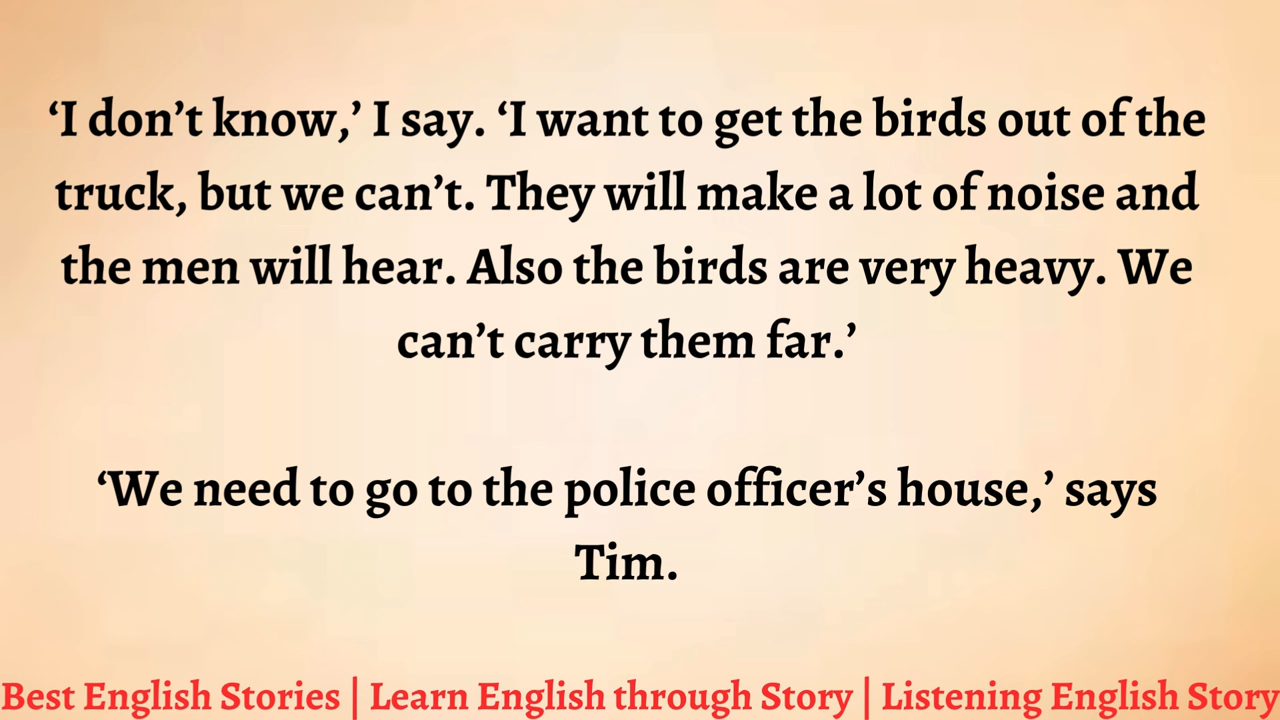 ‘I don’t know,’ I say. ‘I want to get the birds out of the
truck, but we can’t. They will make a lot of noise and
the men will hear. Also the birds are very heavy. We
can’t carry them far.’
‘We need to go to the police officer’s house,’ says
Tim.
Best English Stories | Learn English through Story | Listening English Story